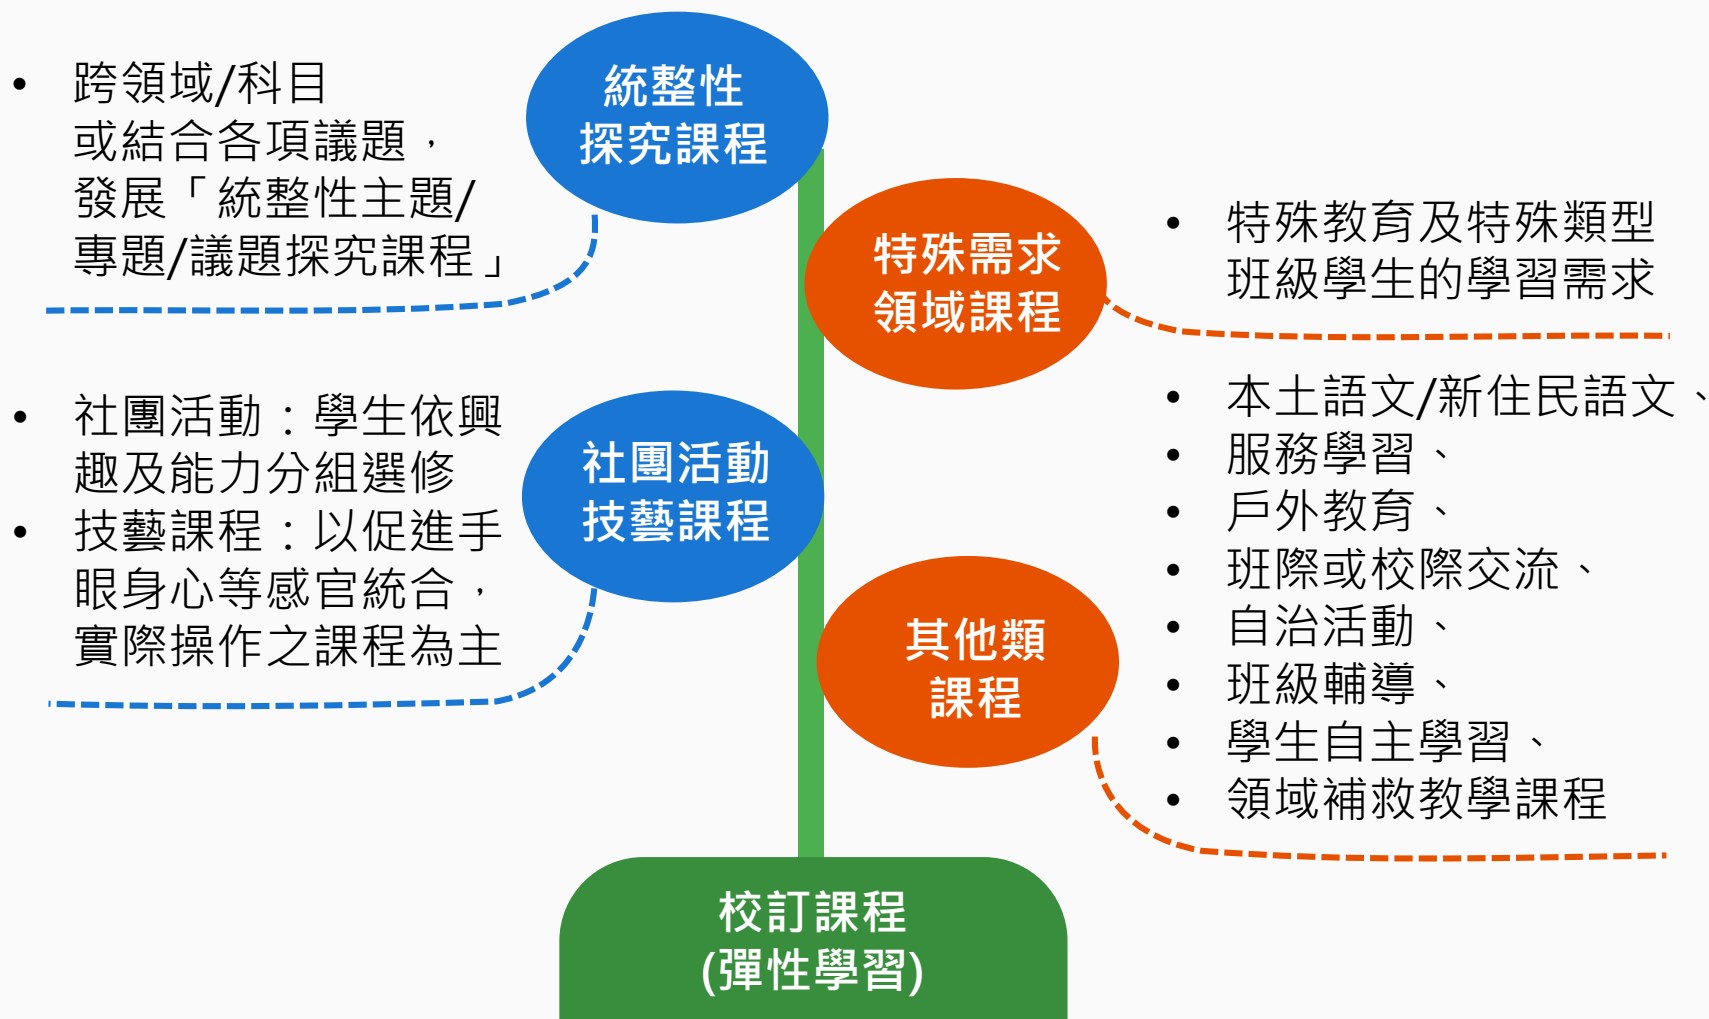 統整性
探究課程
• 跨領域/科目
或結合各項議題，
發展「統整性主題/
專題/議題探究課程」
特殊需求
領域課程
• 特殊教育及特殊類型
班級學生的學習需求
社團活動
技藝課程
• 社團活動：學生依興
趣及能力分組選修
• 技藝課程：以促進手
眼身心等感官統合，
實際操作之課程為主
其他類
課程
• 本土語文/新住民語文、
• 服務學習、
• 戶外教育、
• 班際或校際交流、
• 自治活動、
• 班級輔導、
• 學生自主學習、
• 領域補救教學課程
校訂課程
(彈性學習)